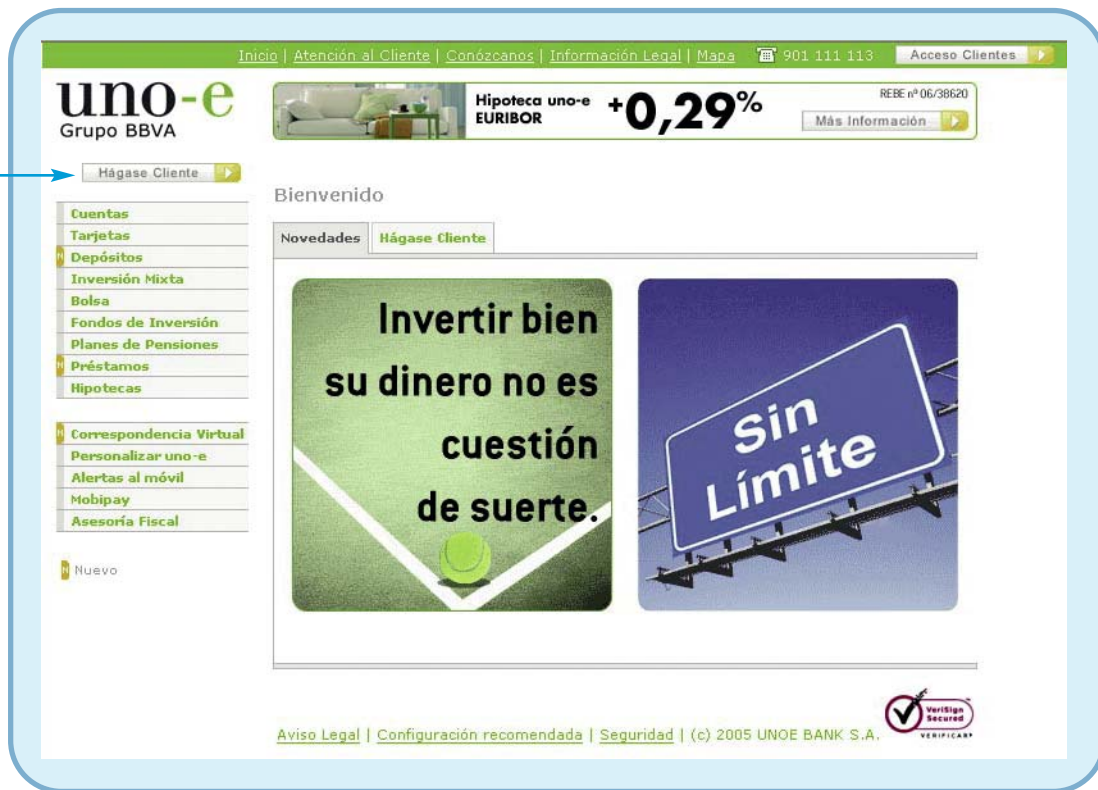 Inicio | Atención al Cliente | Conózcanos | Información Legal | Mapa 901 111 113 Acceso Clientes
uno-e
Grupo BBVA
Hipoteca uno-e
EURIBOR
+0,29%
REBE nº 06/38620
Más Información
Hágase Cliente
Bienvenido
Novedades Hágase Cliente
Cuentas
Tarjetas
N Depósitos
Inversión Mixta
Bolsa
Fondos de Inversión
Planes de Pensiones
N Préstamos
Hipotecas
N Correspondencia Virtual
Personalizar uno-e
Alertas al móvil
Mobipay
Asesoría Fiscal
N Nuevo
Invertir bien
su dinero no es
cuestión
de suerte.
Sin
Límite
VeriSign
Secured
VERIFICAR
Aviso Legal | Configuración recomendada | Seguridad | (c) 2005 UNOE BANK S.A.